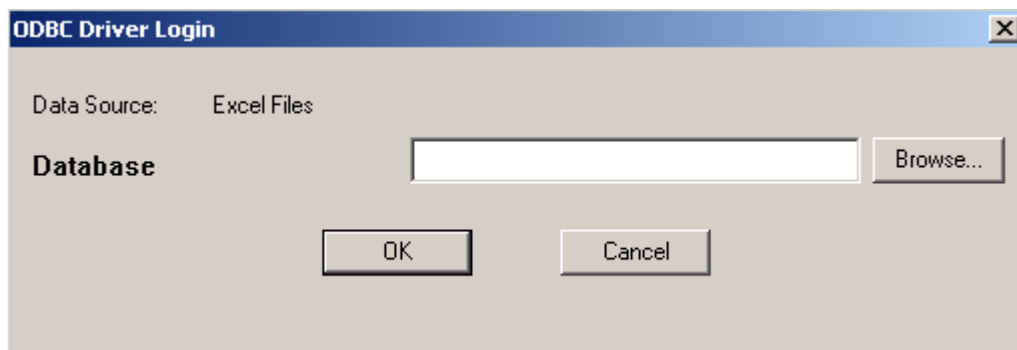 ODBC Driver Login
Data Source: Excel Files
Database
Browse...
OK Cancel